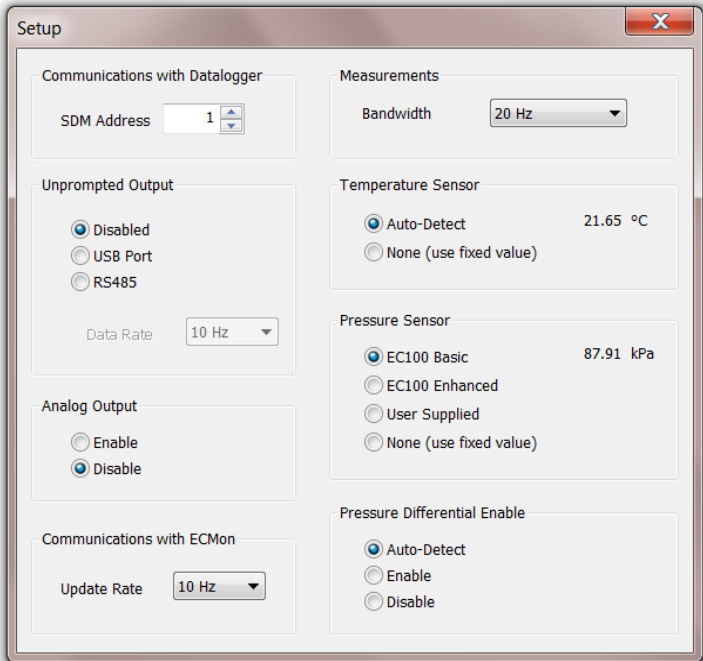 Setup
Communications with Datalogger
SDM Address 1
Unprompted Output
Disabled
USB Port
RS485
Data Rate 10 Hz
Analog Output
Enable
Disable
Communications with ECMon
Update Rate 10 Hz
Measurements
Bandwidth 20 Hz
Temperature Sensor
Auto-Detect 21.65 °C
None (use fixed value)
Pressure Sensor
EC100 Basic 87.91 kPa
EC100 Enhanced
User Supplied
None (use fixed value)
Pressure Differential Enable
Auto-Detect
Enable
Disable